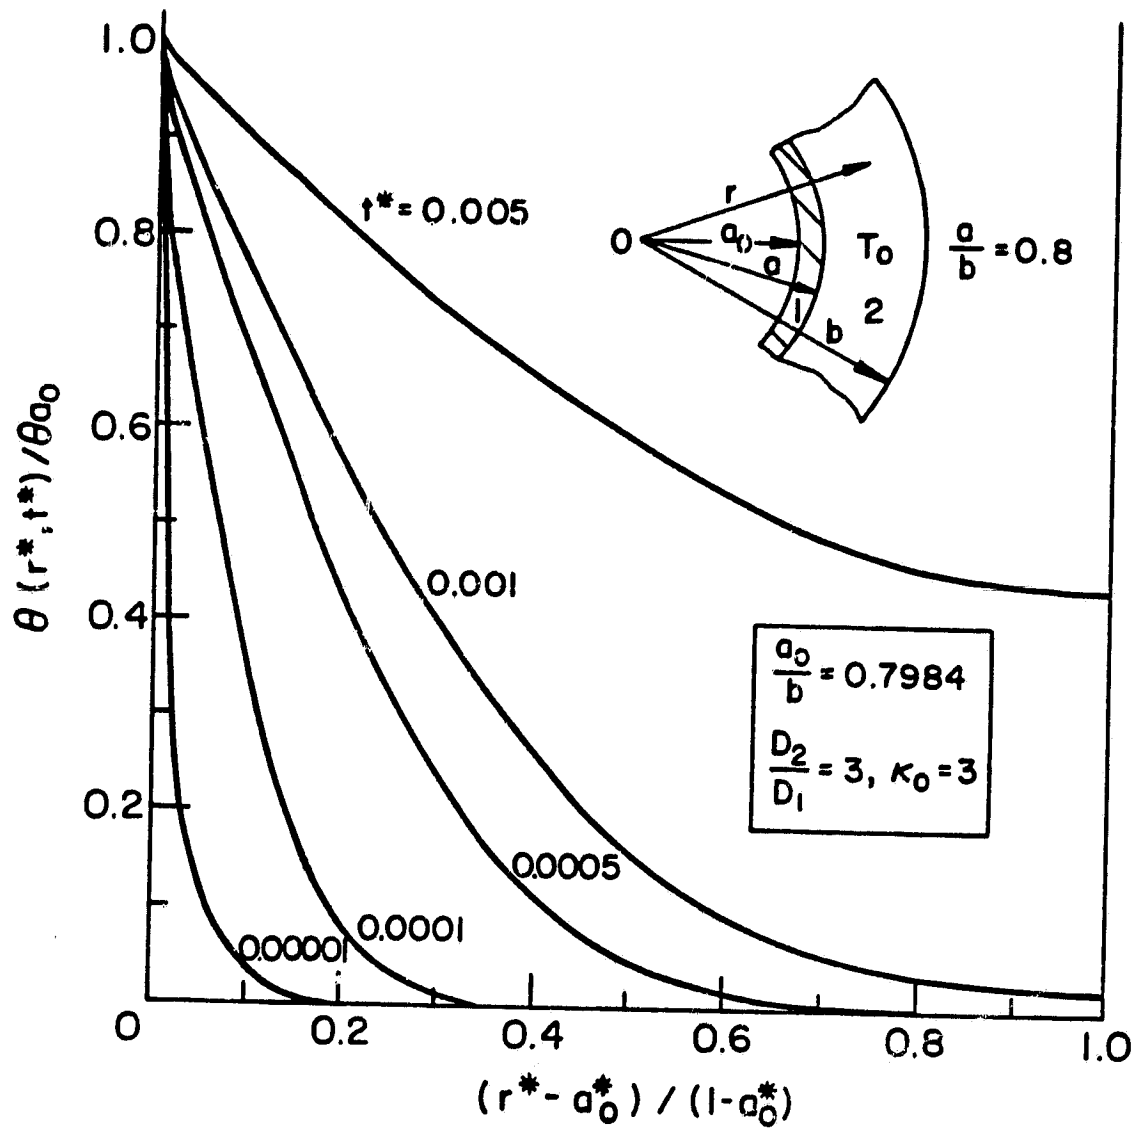 1.0
0.8
0.6
0.4
0.2
0
0.2
0.4
0.6
0.8
1.0
θ (r*, t*) / θa₀
(r* - a₀*) / (1-a₀*)
t* = 0.005
0.001
0.0005
0.0001
0.00001
0
r
a₀
a
b
1
T₀
2
a/b = 0.8
a₀/b = 0.7984
D₂/D₁ = 3, κ₀ = 3